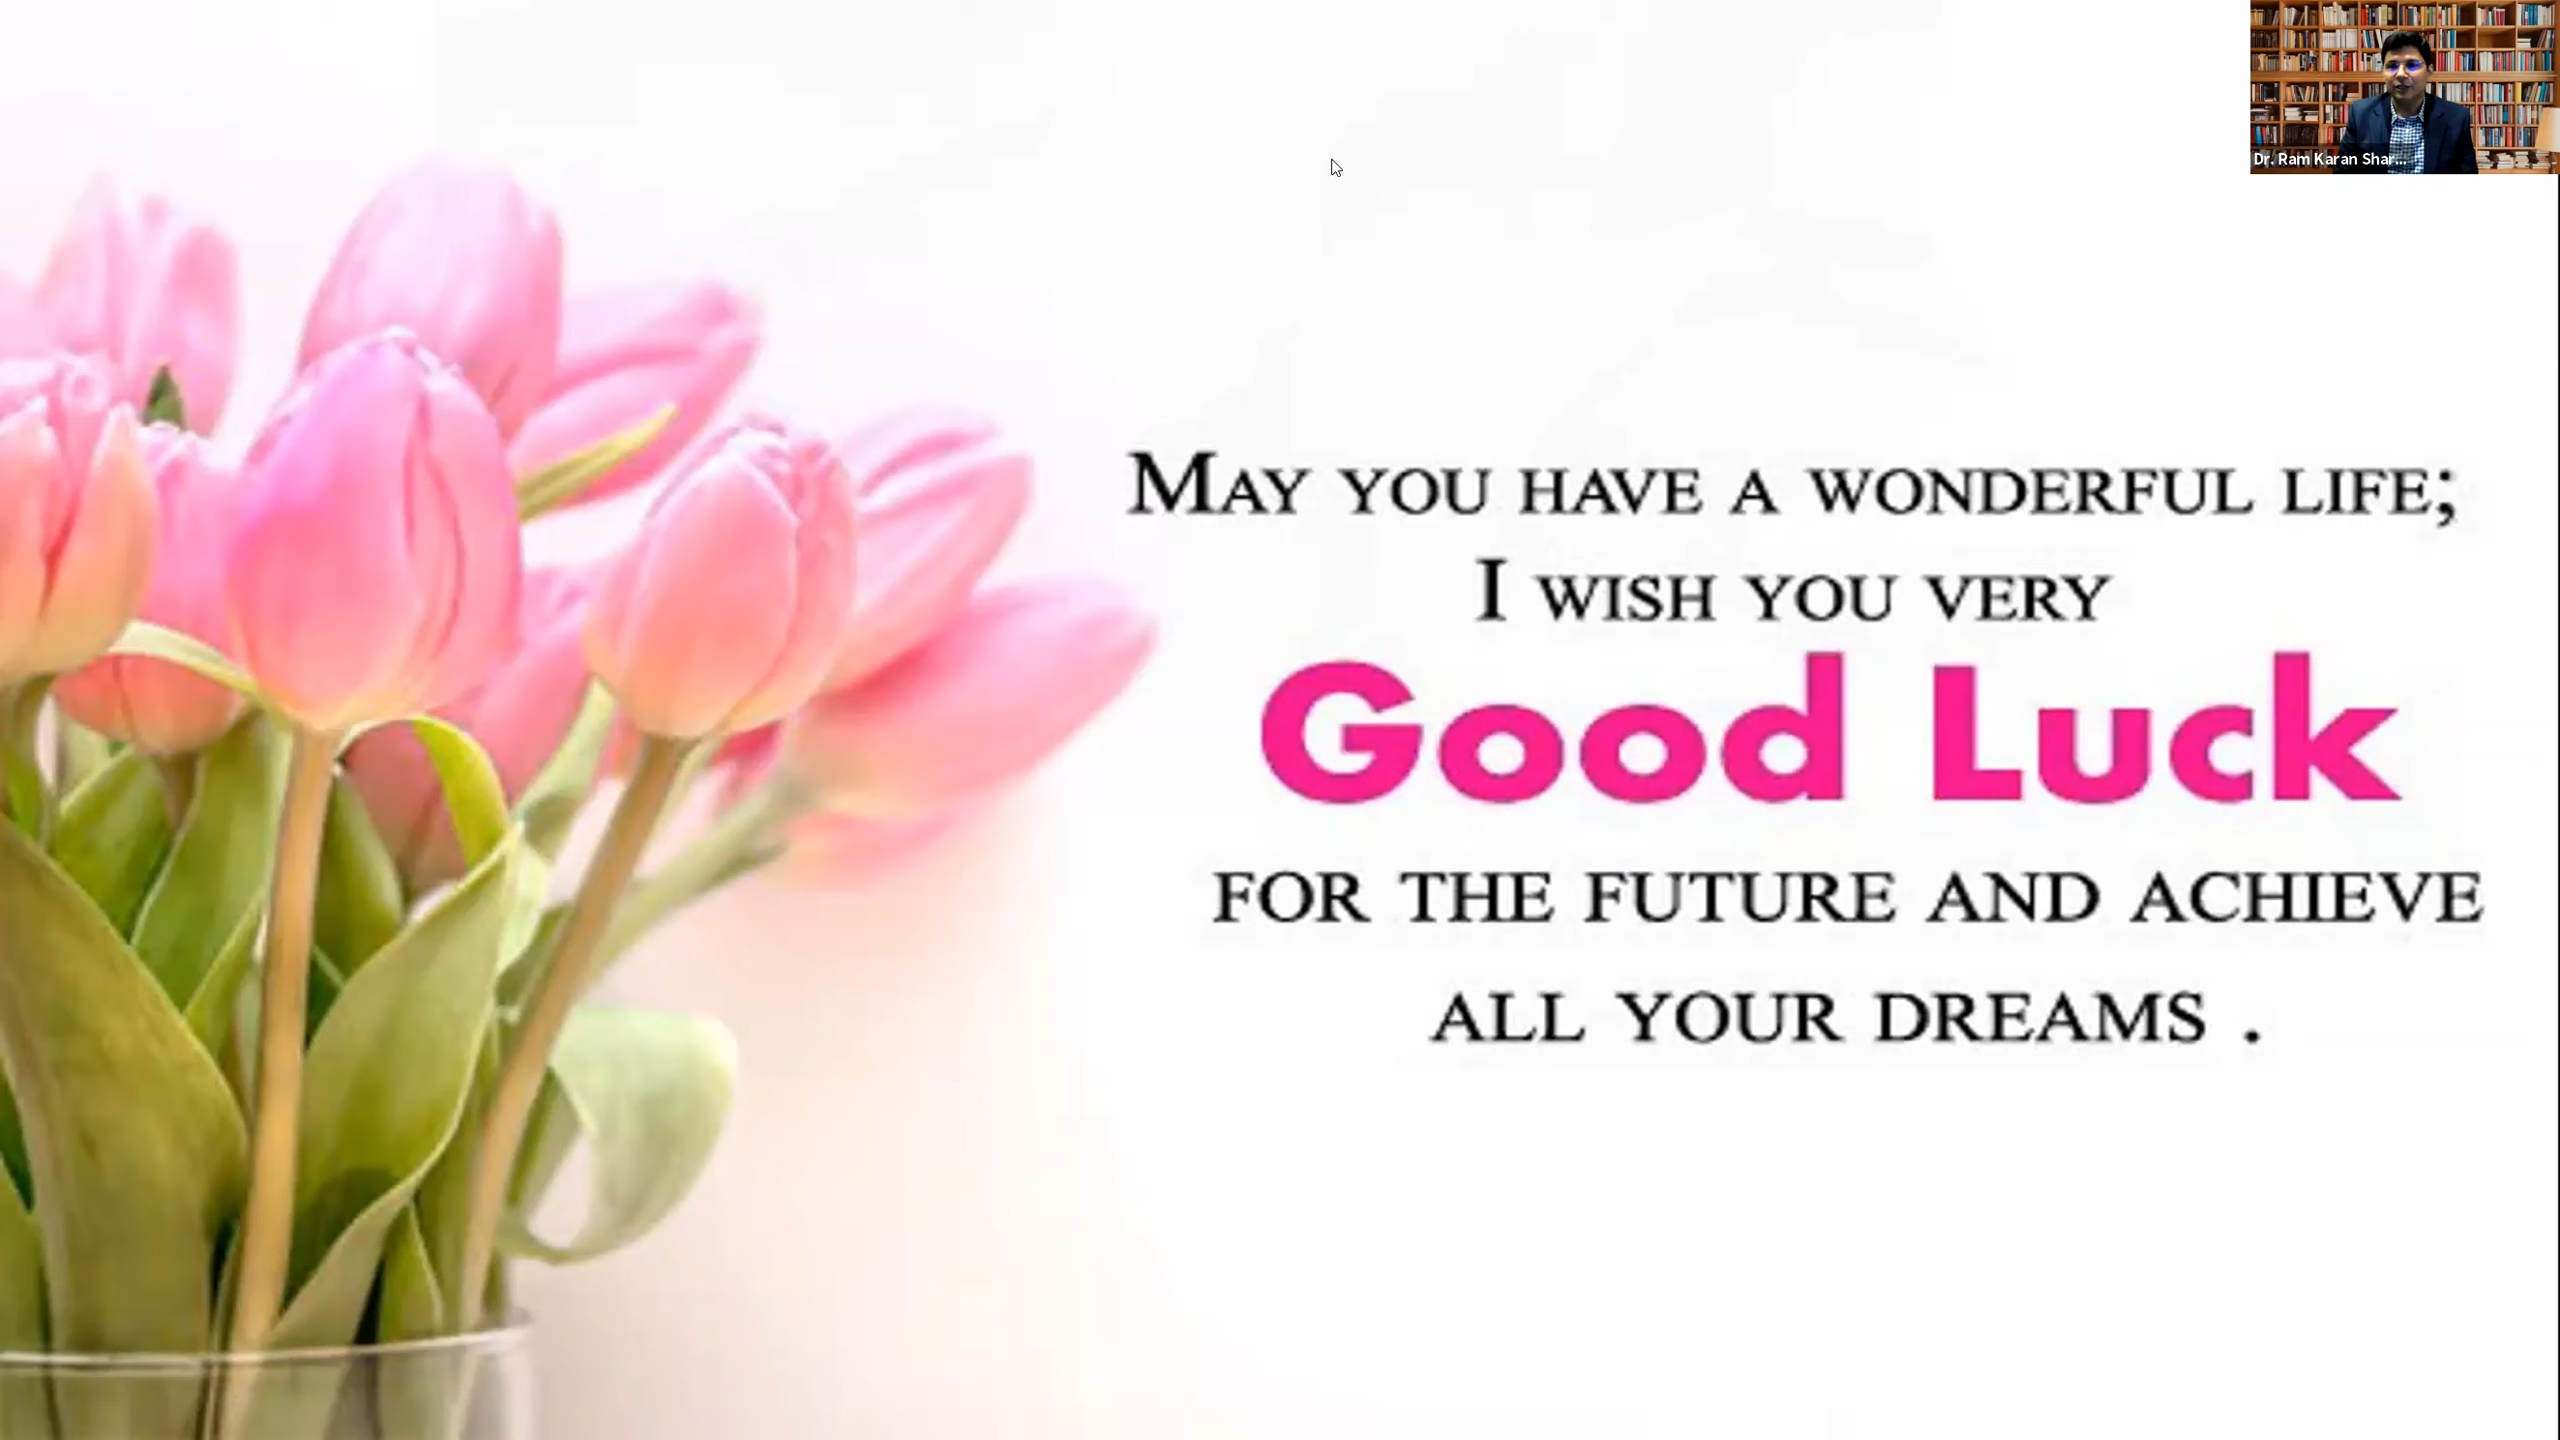 Dr. Ram Karan Shar...
May you have a wonderful life;
I wish you very
Good Luck
for the future and achieve
all your dreams .